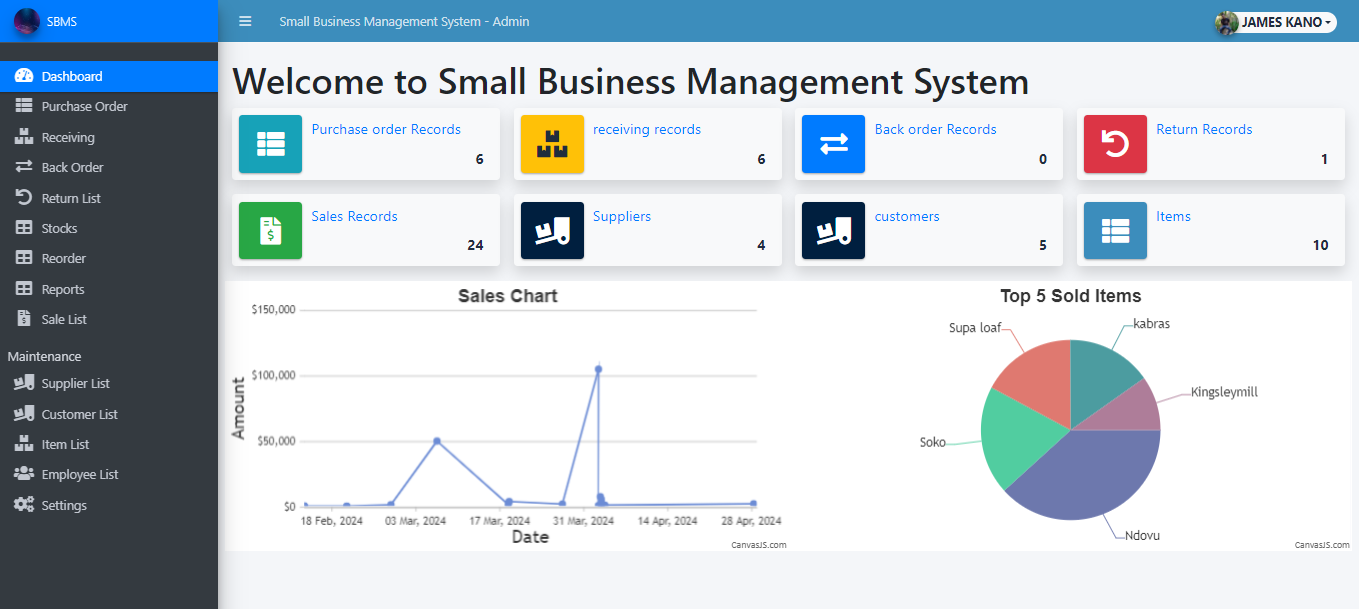 SBMS
Small Business Management System - Admin
JAMES KANO
Dashboard
Purchase Order
Receiving
Back Order
Return List
Stocks
Reorder
Reports
Sale List
Maintenance
Supplier List
Customer List
Item List
Employee List
Settings
Welcome to Small Business Management System
Purchase order Records
6
receiving records
6
Back order Records
0
Return Records
1
Sales Records
24
Suppliers
4
customers
5
Items
10
Sales Chart
$150,000
$100,000
$50,000
$0
Amount
18 Feb, 2024
03 Mar, 2024
17 Mar, 2024
31 Mar, 2024
14 Apr, 2024
28 Apr, 2024
Date
CanvasJS.com
Top 5 Sold Items
Supa loaf
kabras
Kingsleymill
Soko
Ndovu
CanvasJS.com